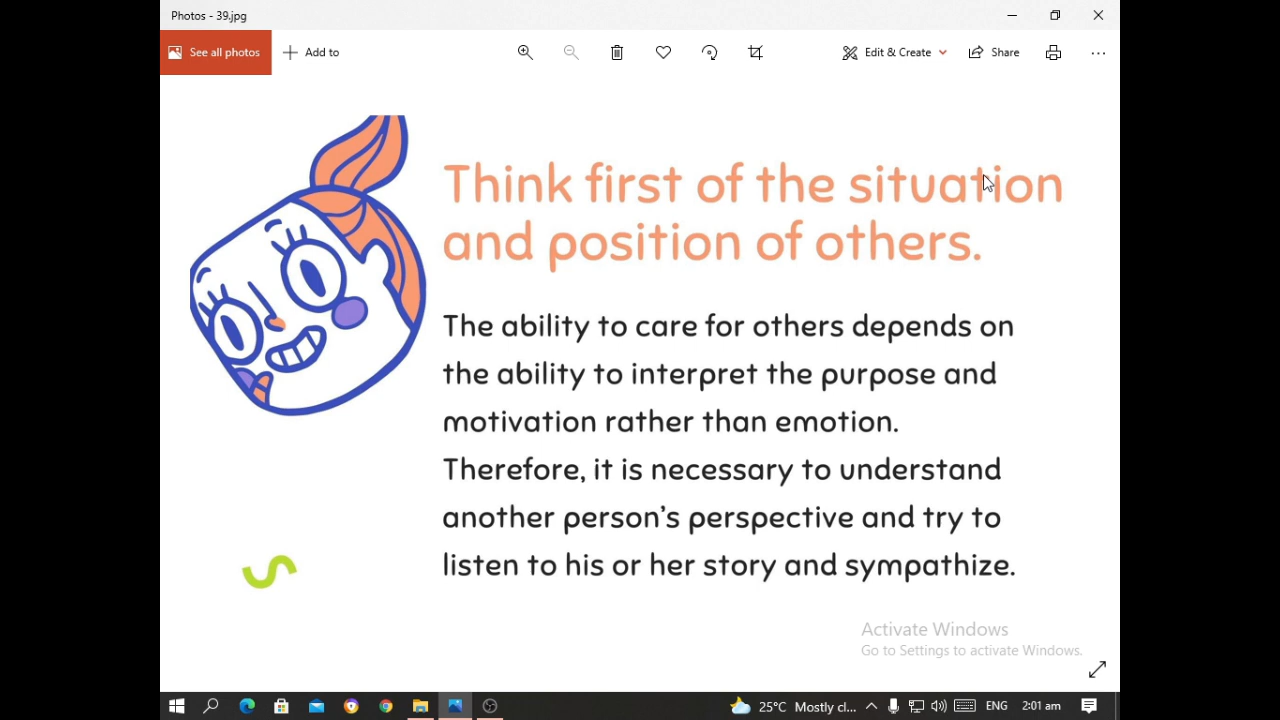 Photos - 39.jpg
See all photos
Add to
Edit & Create
Share
Think first of the situation
and position of others.
The ability to care for others depends on
the ability to interpret the purpose and
motivation rather than emotion.
Therefore, it is necessary to understand
another person's perspective and try to
listen to his or her story and sympathize.
Activate Windows
Go to Settings to activate Windows.
25°C Mostly cl...
ENG
2:01 am